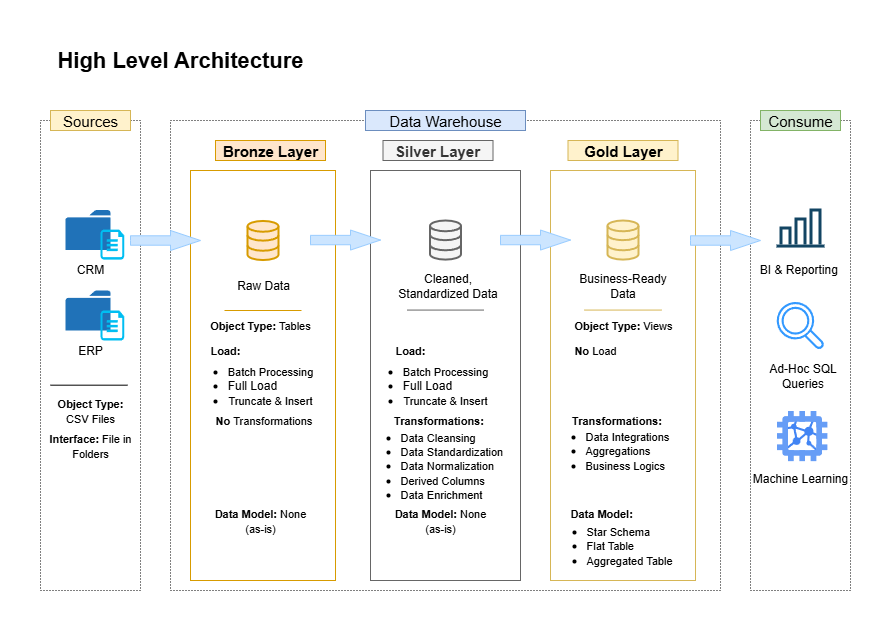 High Level Architecture
Sources
Data Warehouse
Consume
Bronze Layer
Silver Layer
Gold Layer
CRM
ERP
Object Type:
CSV Files
Interface: File in
Folders
Raw Data
Object Type: Tables
Load:
Batch Processing
Full Load
Truncate & Insert
No Transformations
Data Model: None
(as-is)
Cleaned,
Standardized Data
Load:
Batch Processing
Full Load
Truncate & Insert
Transformations:
Data Cleansing
Data Standardization
Data Normalization
Derived Columns
Data Enrichment
Data Model: None
(as-is)
Business-Ready
Data
Object Type: Views
No Load
Transformations:
Data Integrations
Aggregations
Business Logics
Data Model:
Star Schema
Flat Table
Aggregated Table
BI & Reporting
Ad-Hoc SQL
Queries
Machine Learning